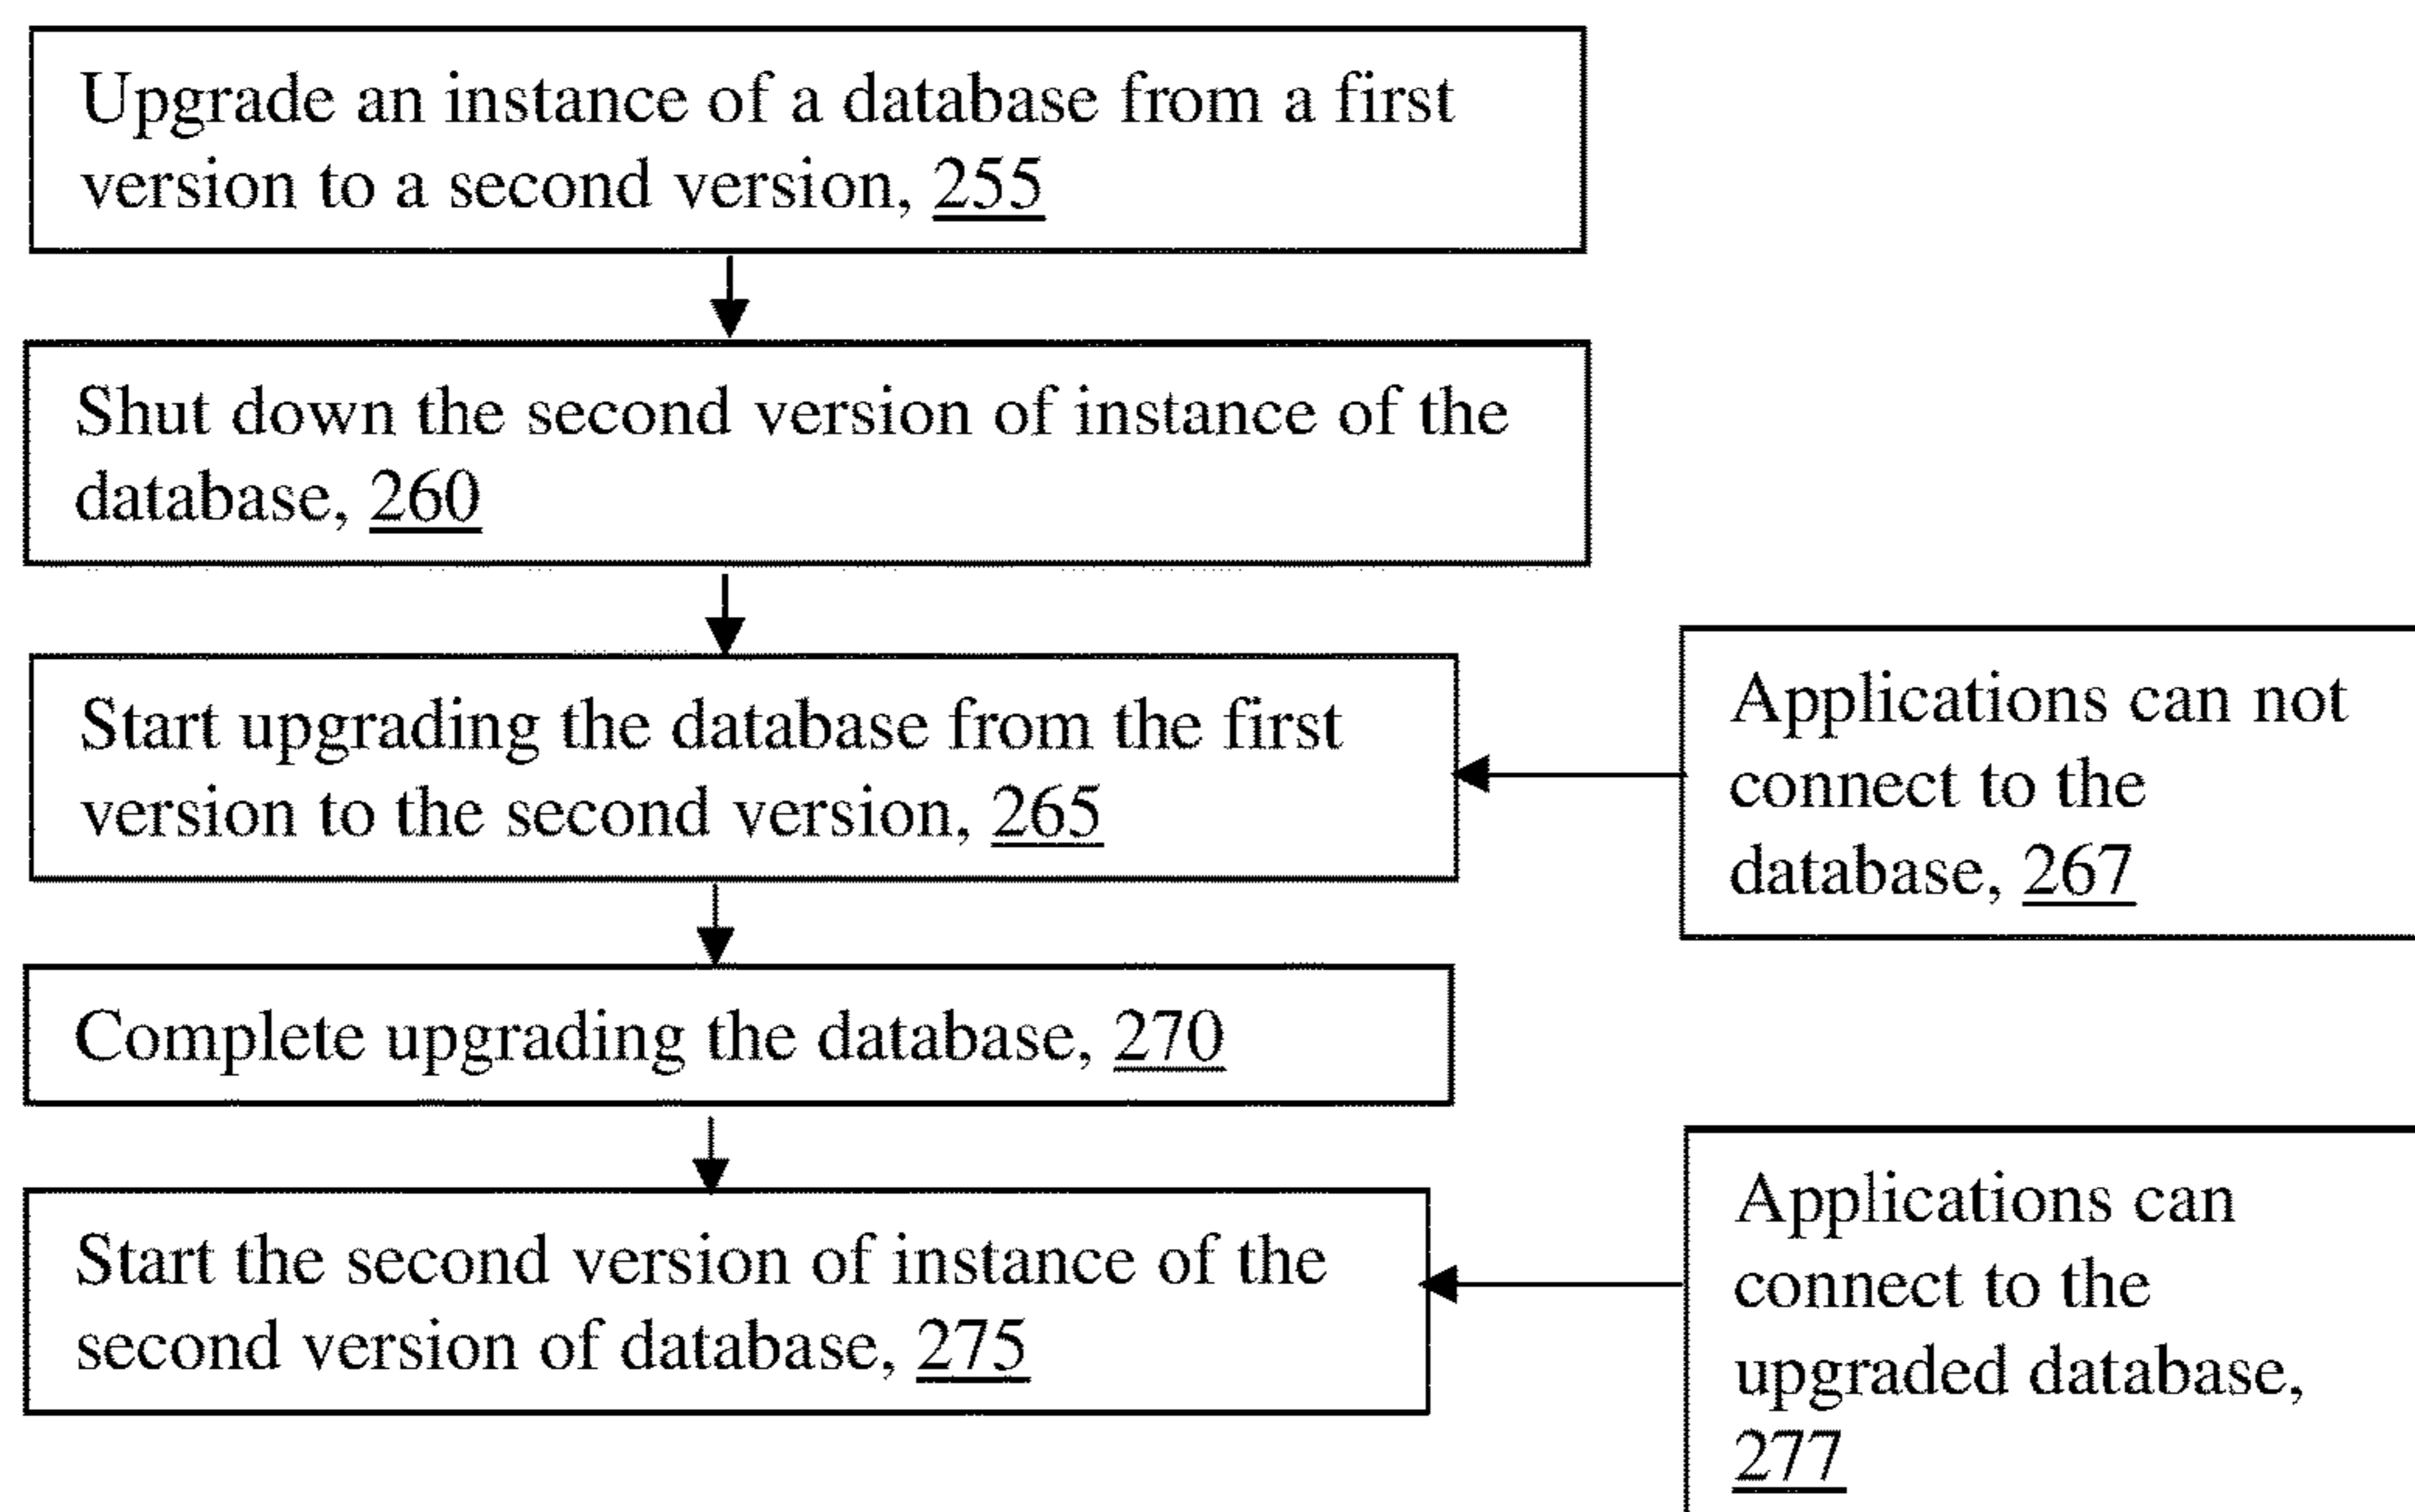 Upgrade an instance of a database from a first
version to a second version, 255
Shut down the second version of instance of the
database, 260
Start upgrading the database from the first
version to the second version, 265
Applications can not
connect to the
database, 267
Complete upgrading the database, 270
Start the second version of instance of the
second version of database, 275
Applications can
connect to the
upgraded database,
277